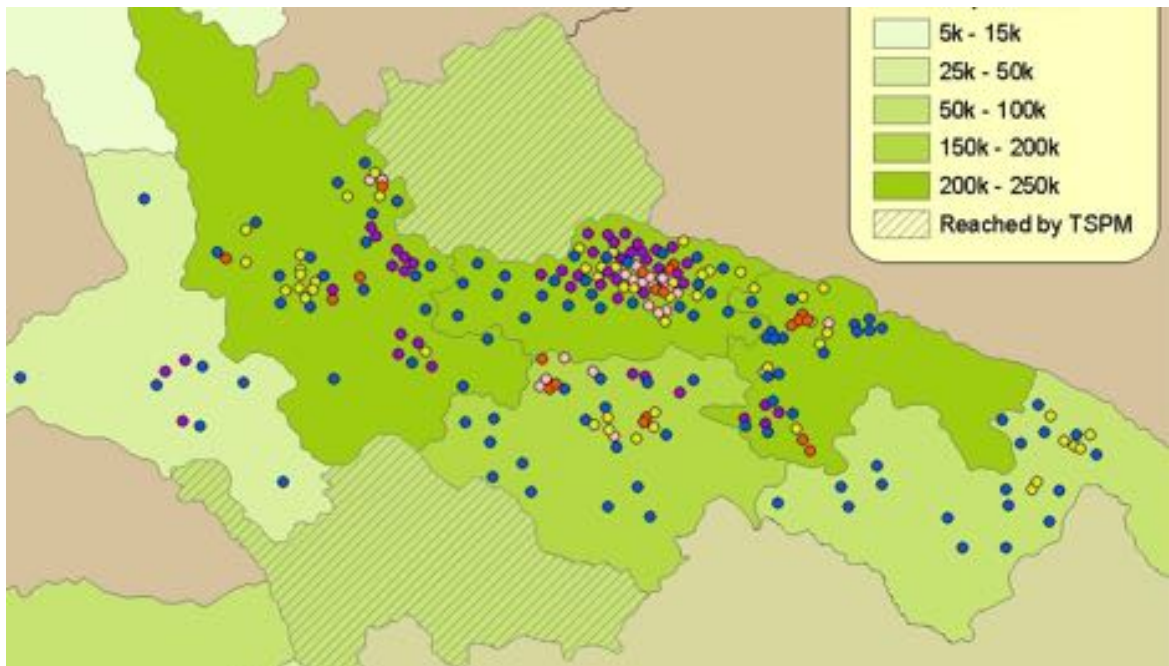 5k - 15k
25k - 50k
50k - 100k
150k - 200k
200k - 250k
Reached by TSPM